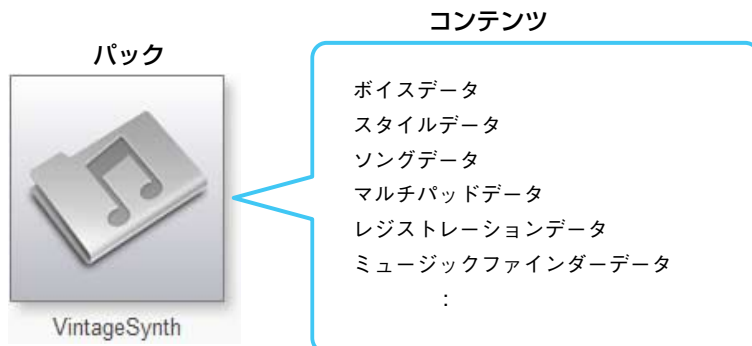 コンテンツ
パック
ボイスデータ
スタイルデータ
ソングデータ
マルチパッドデータ
レジストレーションデータ
ミュージックファインダーデータ
:
VintageSynth